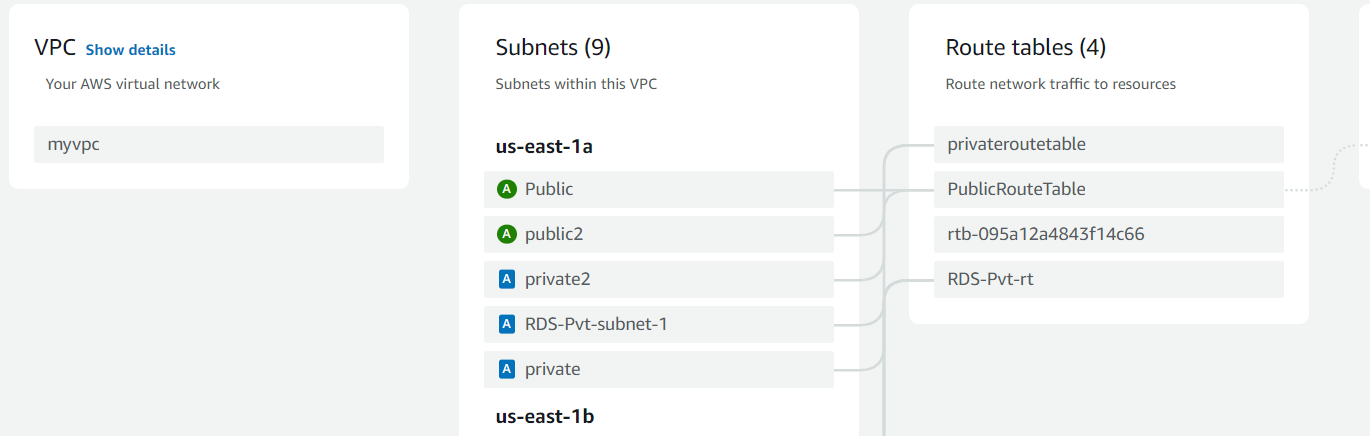 VPC Show details
Your AWS virtual network
myvpc
Subnets (9)
Subnets within this VPC
us-east-1a
A Public
A public2
A private2
A RDS-Pvt-subnet-1
A private
us-east-1b
Route tables (4)
Route network traffic to resources
privateroutetable
PublicRouteTable
rtb-095a12a4843f14c66
RDS-Pvt-rt